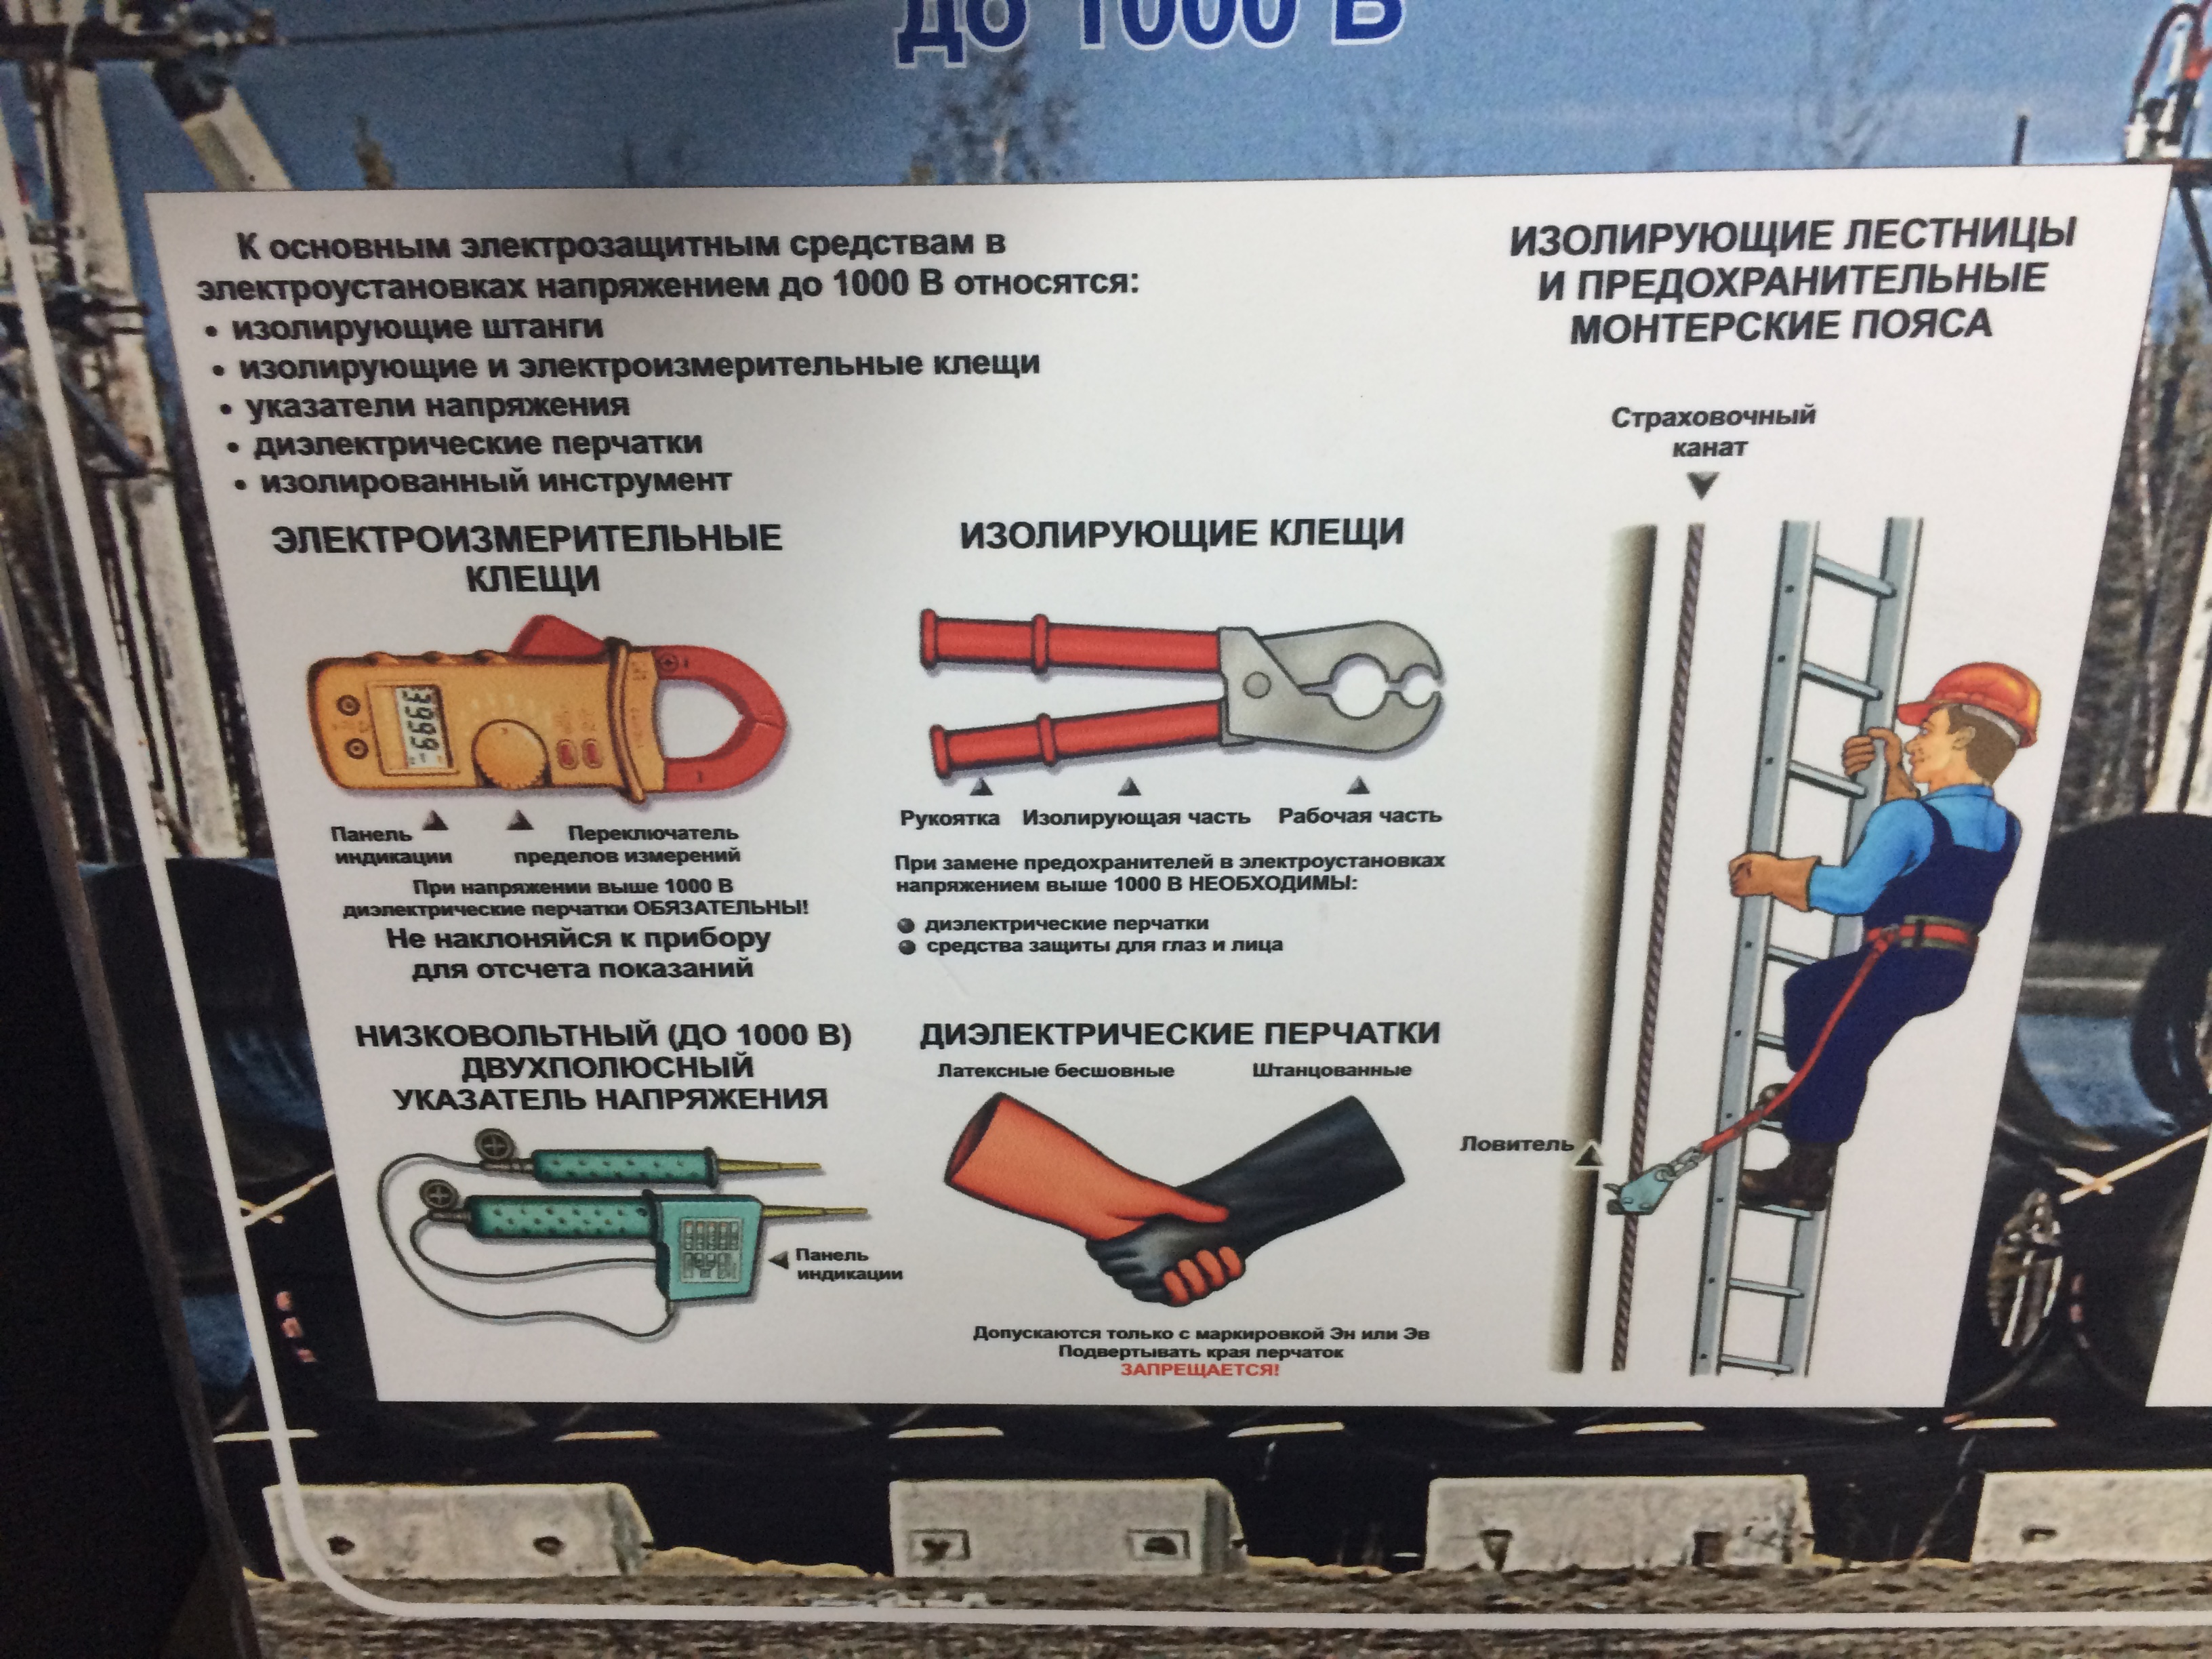 до 1000 В
К основным электрозащитным средствам в
электроустановках напряжением до 1000 В относятся:
• изолирующие штанги
• изолирующие и электроизмерительные клещи
• указатели напряжения
• диэлектрические перчатки
• изолированный инструмент
ЭЛЕКТРОИЗМЕРИТЕЛЬНЫЕ
КЛЕЩИ
Панель
индикации
Переключатель
пределов измерений
При напряжении выше 1000 В
диэлектрические перчатки ОБЯЗАТЕЛЬНЫ!
Не наклоняйся к прибору
для отсчета показаний
ИЗОЛИРУЮЩИЕ КЛЕЩИ
Рукоятка Изолирующая часть Рабочая часть
При замене предохранителей в электроустановках
напряжением выше 1000 В НЕОБХОДИМЫ:
● диэлектрические перчатки
● средства защиты для глаз и лица
НИЗКОВОЛЬТНЫЙ (ДО 1000 В)
ДВУХПОЛЮСНЫЙ
УКАЗАТЕЛЬ НАПРЯЖЕНИЯ
Панель
индикации
ДИЭЛЕКТРИЧЕСКИЕ ПЕРЧАТКИ
Латексные бесшовные Штанцованные
Допускаются только с маркировкой Эн или Эв
Подвертывать края перчаток
ЗАПРЕЩАЕТСЯ!
ИЗОЛИРУЮЩИЕ ЛЕСТНИЦЫ
И ПРЕДОХРАНИТЕЛЬНЫЕ
МОНТЕРСКИЕ ПОЯСА
Страховочный
канат
Ловитель